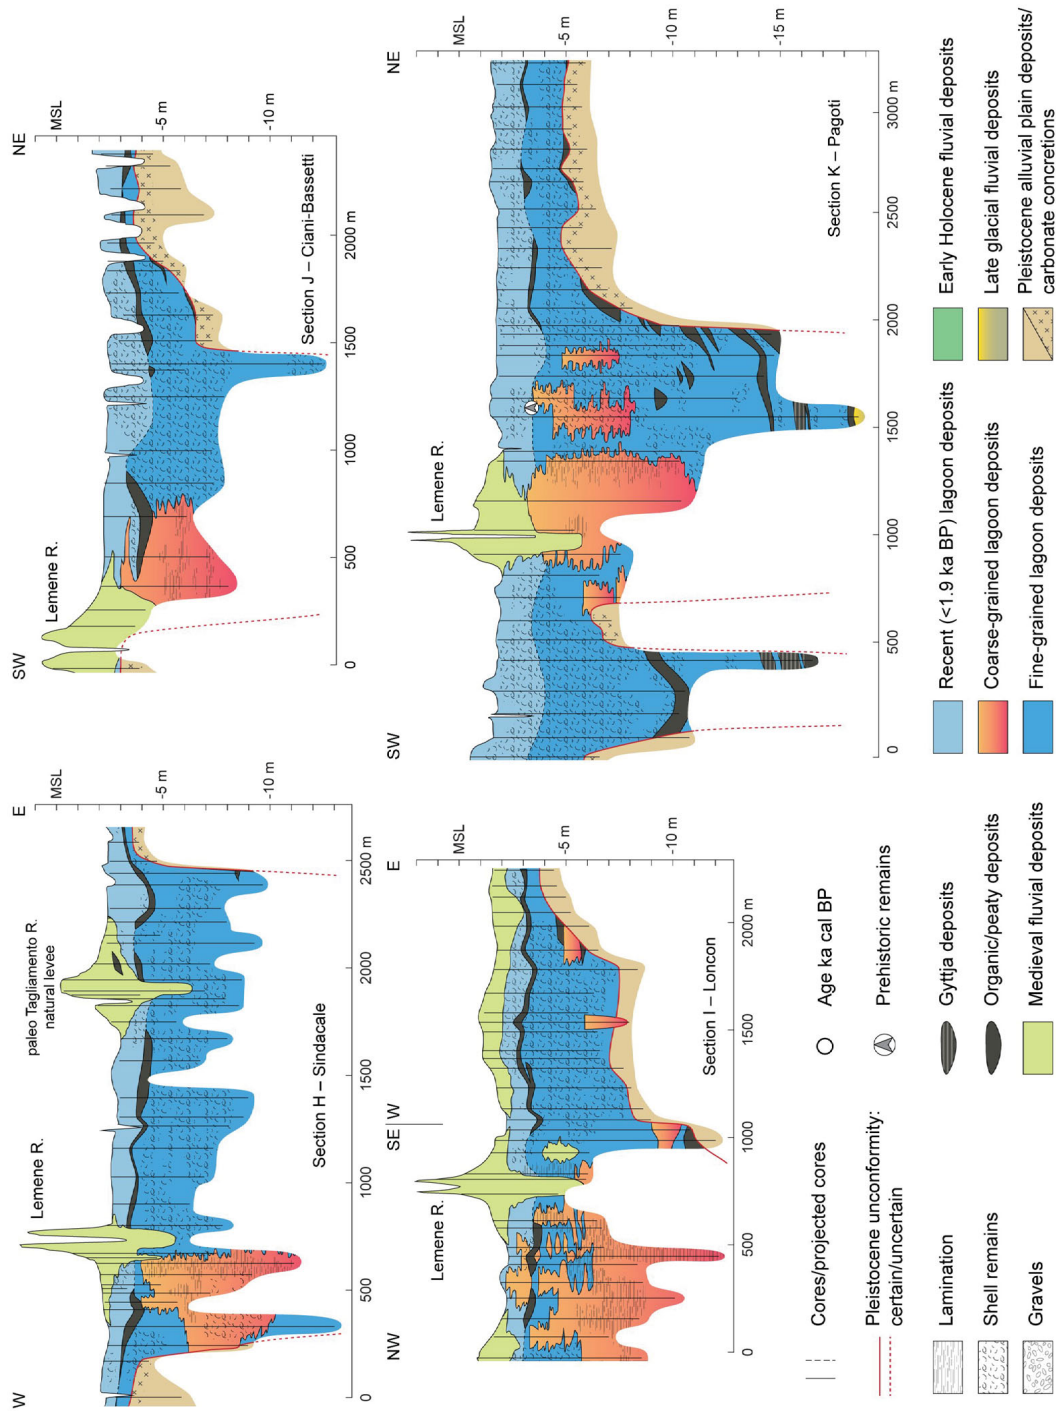 W
E
Lemene R.
paleo Tagliamento R.
natural levee
MSL
-5 m
-10 m
0
500
1000
1500
2000
2500 m
Section H – Sindacale
SW
NE
Lemene R.
MSL
-5 m
-10 m
0
500
1000
1500
2000 m
Section J – Ciani-Bassetti
NW
SE
W
E
Lemene R.
MSL
-5 m
-10 m
0
500
1000
1500
2000 m
Section I – Loncon
SW
NE
Lemene R.
MSL
-5 m
-10 m
-15 m
0
500
1000
1500
2000
2500
3000 m
Section K – Pagoti
Cores/projected cores
Pleistocene unconformity:
certain/uncertain
Lamination
Shell remains
Gravels
Age ka cal BP
Prehistoric remains
Gyttja deposits
Organic/peaty deposits
Medieval fluvial deposits
Recent (<1.9 ka BP) lagoon deposits
Coarse-grained lagoon deposits
Fine-grained lagoon deposits
Early Holocene fluvial deposits
Late glacial fluvial deposits
Pleistocene alluvial plain deposits/
carbonate concretions